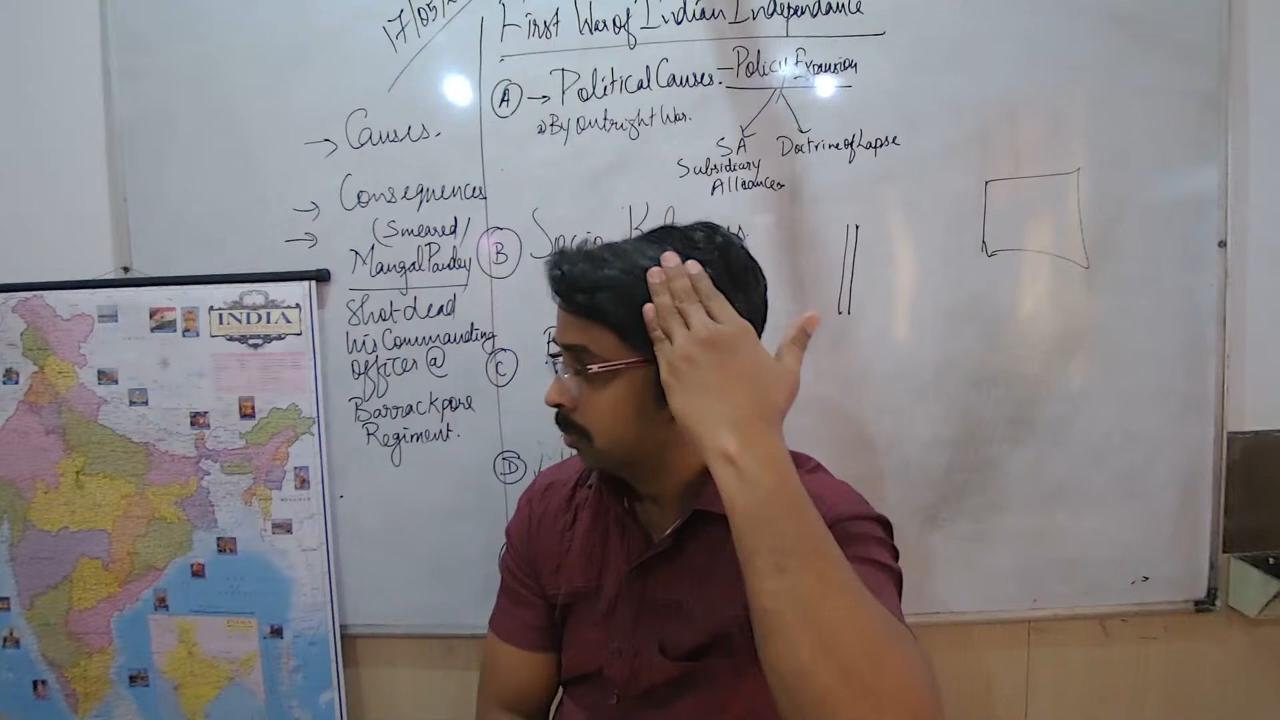 17/05/
First War of Indian Independance
A → Political Causes. - Policy Expansion
a) By Outright War.
SA
Subsidiary
Alliances
Doctrine of Lapse
→ Causes.
→ Consequences
→ (Smeared/
Mangal Pandey
Shot dead
his Commanding
officer @
Barrackpore
Regiment.
B Socio
C
D
INDIA